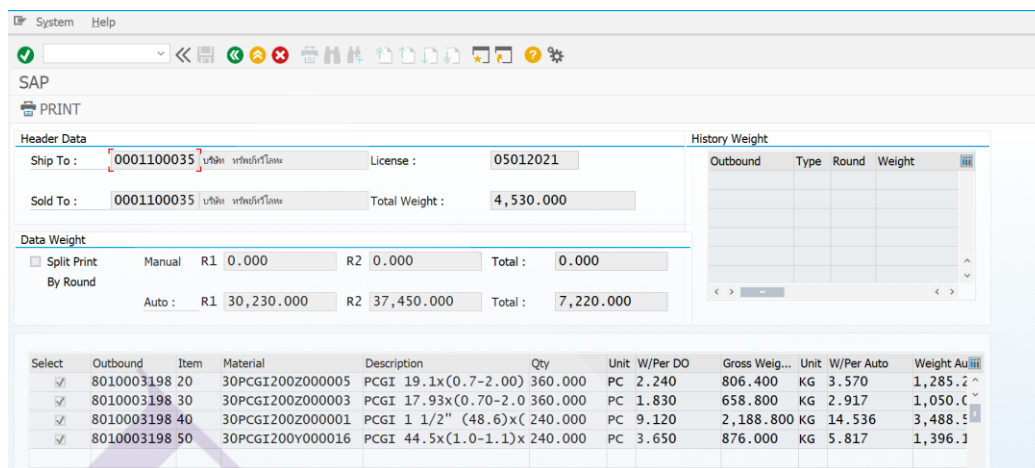 System Help
SAP
PRINT
Header Data
Ship To : 0001100035 บริษัท ทรัพย์ทวีโลหะ License : 05012021
Sold To : 0001100035 บริษัท ทรัพย์ทวีโลหะ Total Weight : 4,530.000
History Weight
Outbound Type Round Weight
Data Weight
Split Print Manual R1 0.000 R2 0.000 Total : 0.000
By Round
Auto : R1 30,230.000 R2 37,450.000 Total : 7,220.000
Select Outbound Item Material Description Qty Unit W/Per DO Gross Weig... Unit W/Per Auto Weight Au
8010003198 20 30PCGI200Z000005 PCGI 19.1x(0.7-2.00) 360.000 PC 2.240 806.400 KG 3.570 1,285.2
8010003198 30 30PCGI200Z000003 PCGI 17.93x(0.70-2.0 360.000 PC 1.830 658.800 KG 2.917 1,050.0
8010003198 40 30PCGI200Z000001 PCGI 1 1/2" (48.6)x( 240.000 PC 9.120 2,188.800 KG 14.536 3,488.5
8010003198 50 30PCGI200Y000016 PCGI 44.5x(1.0-1.1)x 240.000 PC 3.650 876.000 KG 5.817 1,396.1